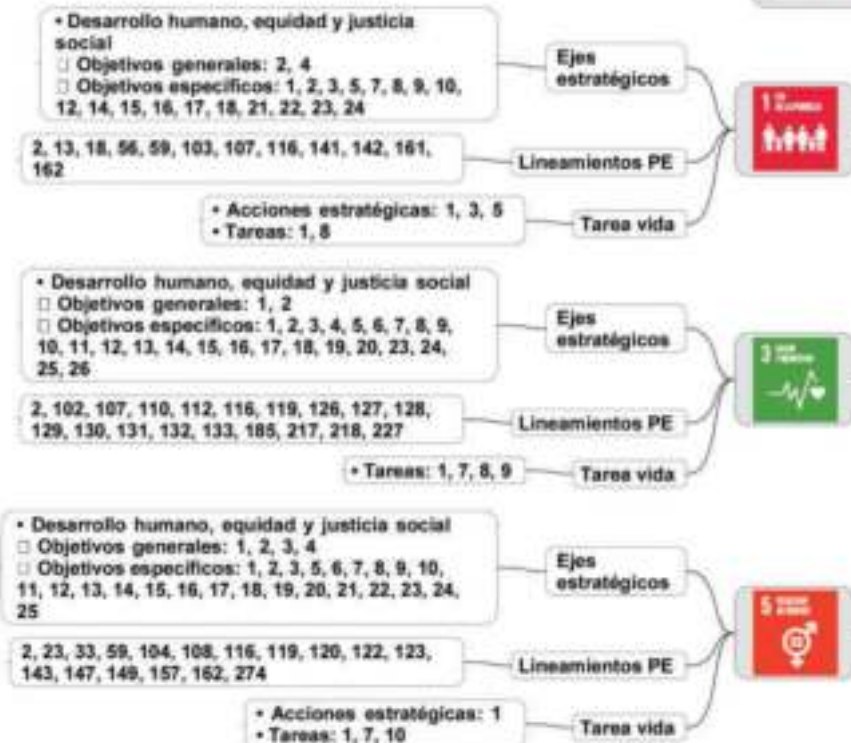 • Desarrollo humano, equidad y justicia
social
□ Objetivos generales: 2, 4
□ Objetivos específicos: 1, 2, 3, 5, 7, 8, 9, 10,
12, 14, 15, 16, 17, 18, 21, 22, 23, 24
Ejes
estratégicos
2, 13, 18, 56, 59, 103, 107, 116, 141, 142, 161,
162
Lineamientos PE
• Acciones estratégicas: 1, 3, 5
• Tareas: 1, 8
Tarea vida
1
• Desarrollo humano, equidad y justicia social
□ Objetivos generales: 1, 2
□ Objetivos específicos: 1, 2, 3, 4, 5, 6, 7, 8, 9,
10, 11, 12, 13, 14, 15, 16, 17, 18, 19, 20, 23, 24,
25, 26
Ejes
estratégicos
2, 102, 107, 110, 112, 116, 119, 126, 127, 128,
129, 130, 131, 132, 133, 185, 217, 218, 227
Lineamientos PE
• Tareas: 1, 7, 8, 9
Tarea vida
3
• Desarrollo humano, equidad y justicia social
□ Objetivos generales: 1, 2, 3, 4
□ Objetivos específicos: 1, 2, 3, 5, 6, 7, 8, 9, 10,
11, 12, 13, 14, 15, 16, 17, 18, 19, 20, 21, 22, 23, 24,
25
Ejes
estratégicos
2, 23, 33, 59, 104, 108, 116, 119, 120, 122, 123,
143, 147, 149, 157, 162, 274
Lineamientos PE
• Acciones estratégicas: 1
• Tareas: 1, 7, 10
Tarea vida
5